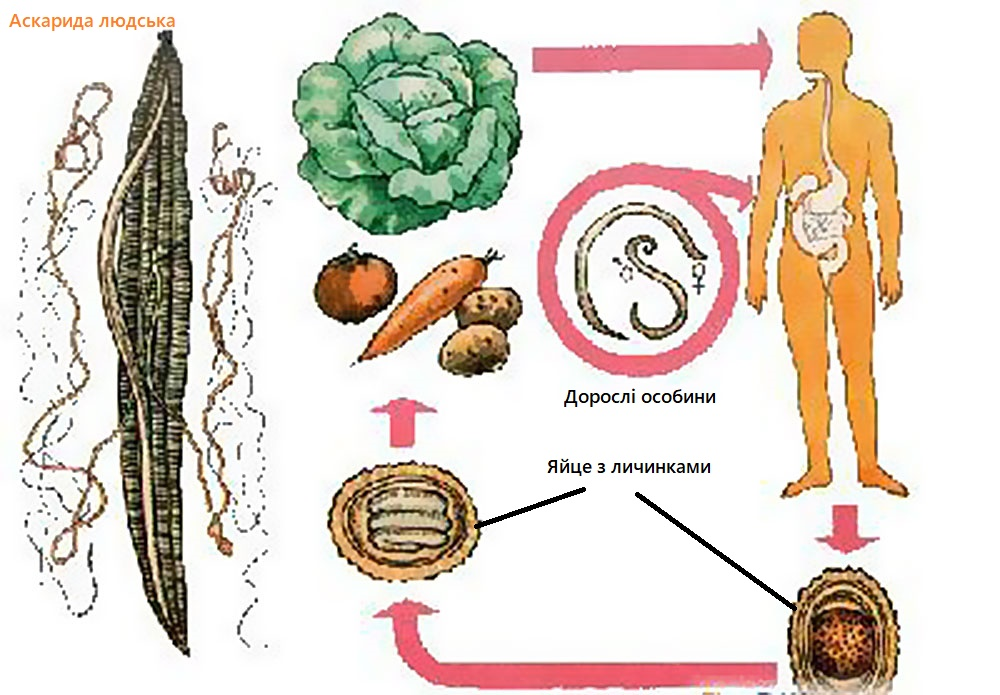 Аскарида людська
Дорослі особини
Яйце з личинками